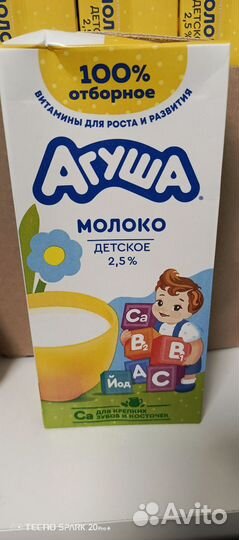 100%
отборное
ВИТАМИНЫ ДЛЯ РОСТА И РАЗВИТИЯ
АГУША
МОЛОКО
ДЕТСКОЕ
2,5%
Ca
B2
B1
Йод
A
C
Ca ДЛЯ КРЕПКИХ
ЗУБОВ И КОСТОЧЕК
ДЕТСКОЕ
2,5%
TECNO SPARK 20Pro+
Avito